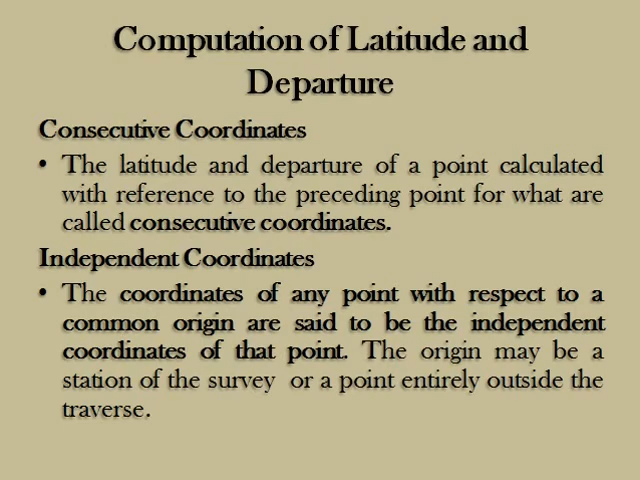 Computation of Latitude and
Departure
Consecutive Coordinates
• The latitude and departure of a point calculated
with reference to the preceding point for what are
called consecutive coordinates.
Independent Coordinates
• The coordinates of any point with respect to a
common origin are said to be the independent
coordinates of that point. The origin may be a
station of the survey or a point entirely outside the
traverse.